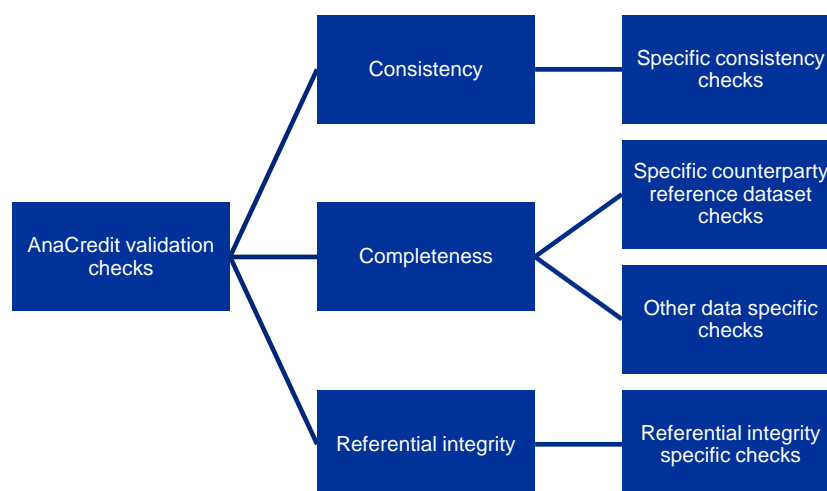 Consistency
Specific consistency
checks
Specific counterparty
reference dataset
checks
AnaCredit validation
checks
Completeness
Other data specific
checks
Referential integrity
Referential integrity
specific checks